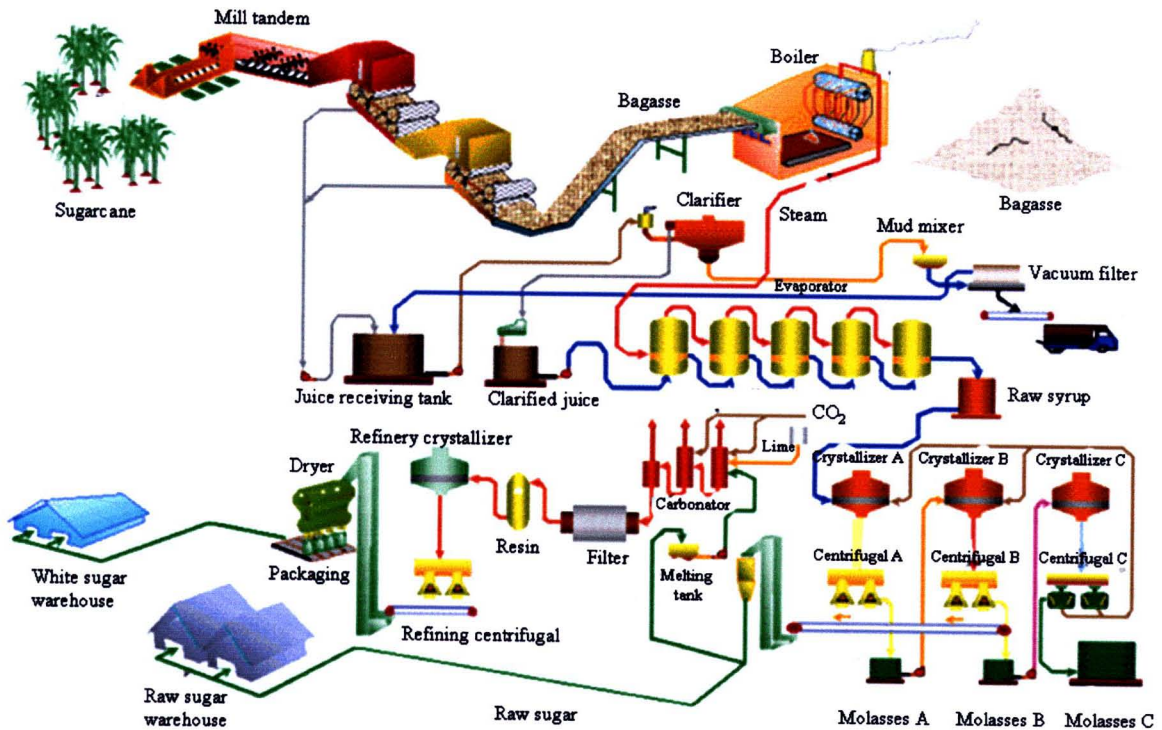 Mill tandem
Boiler
Bagasse
Sugarcane
Clarifier
Steam
Bagasse
Mud mixer
Vacuum filter
Evaporator
Juice receiving tank
Clarified juice
Raw syrup
CO2
Refinery crystallizer
Lime
Crystallizer A
Crystallizer B
Crystallizer C
Dryer
Carbonator
Resin
Filter
Centrifugal A
Centrifugal B
Centrifugal C
White sugar
warehouse
Packaging
Melting
tank
Refining centrifugal
Raw sugar
warehouse
Raw sugar
Molasses A
Molasses B
Molasses C